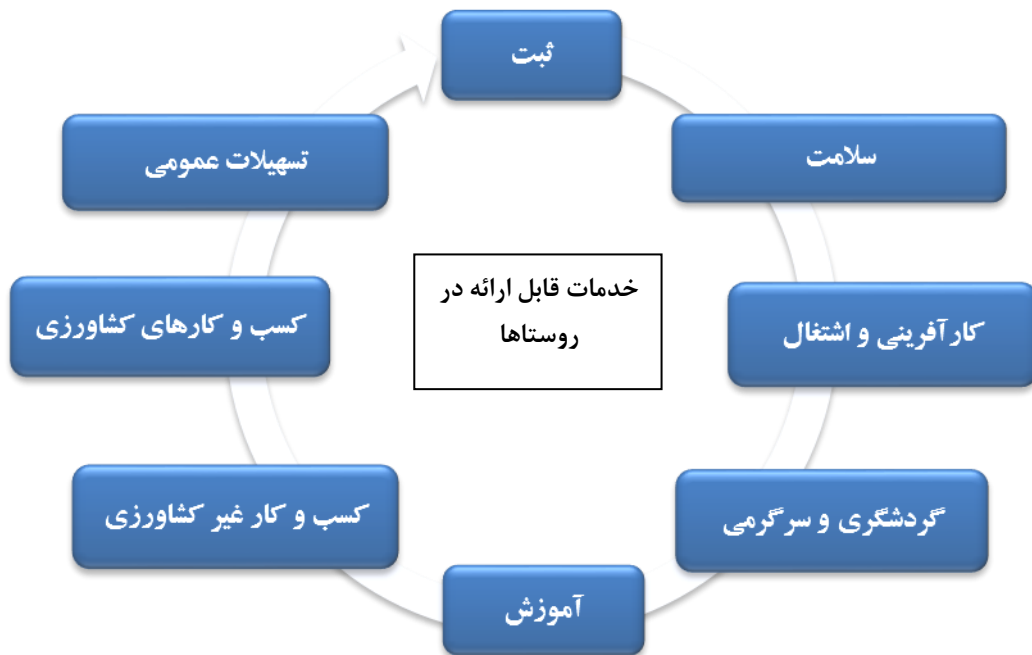 ثبت
سلامت
کارآفرینی و اشتغال
گردشگری و سرگرمی
آموزش
کسب و کار غیر کشاورزی
کسب و کارهای کشاورزی
تسهیلات عمومی
خدمات قابل ارائه در
روستاها